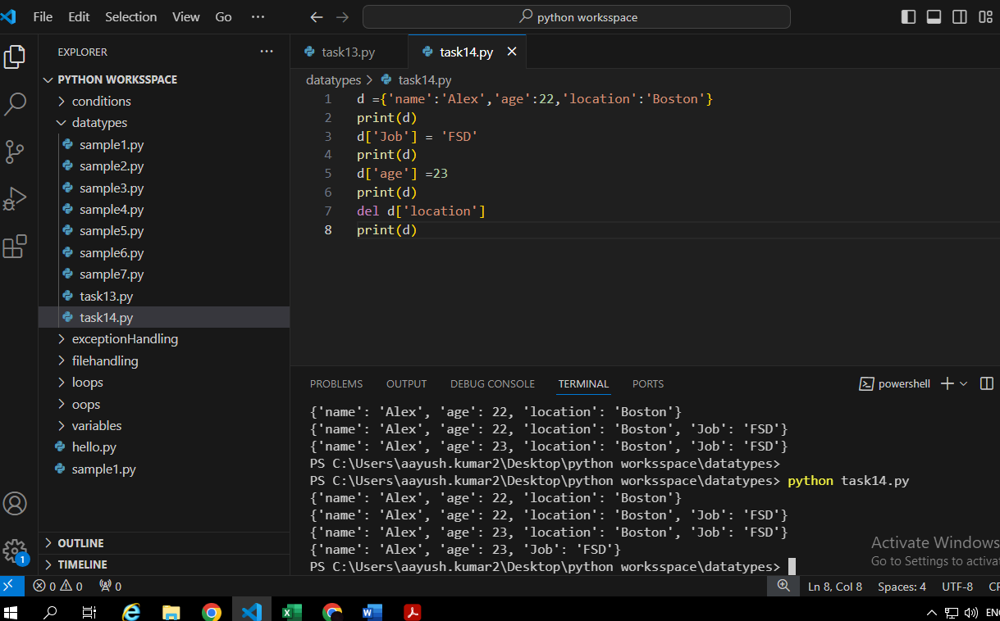 File Edit Selection View Go ··· python worksspace
EXPLORER ···
PYTHON WORKSSPACE
conditions
datatypes
sample1.py
sample2.py
sample3.py
sample4.py
sample5.py
sample6.py
sample7.py
task13.py
task14.py
exceptionHandling
filehandling
loops
oops
variables
hello.py
sample1.py
OUTLINE
TIMELINE
task13.py task14.py
datatypes > task14.py
1 d ={'name':'Alex','age':22,'location':'Boston'}
2 print(d)
3 d['Job'] = 'FSD'
4 print(d)
5 d['age'] =23
6 print(d)
7 del d['location']
8 print(d)
PROBLEMS OUTPUT DEBUG CONSOLE TERMINAL PORTS powershell
{'name': 'Alex', 'age': 22, 'location': 'Boston'}
{'name': 'Alex', 'age': 22, 'location': 'Boston', 'Job': 'FSD'}
{'name': 'Alex', 'age': 23, 'location': 'Boston', 'Job': 'FSD'}
PS C:\Users\aayush.kumar2\Desktop\python worksspace\datatypes>
PS C:\Users\aayush.kumar2\Desktop\python worksspace\datatypes> python task14.py
{'name': 'Alex', 'age': 22, 'location': 'Boston'}
{'name': 'Alex', 'age': 22, 'location': 'Boston', 'Job': 'FSD'}
{'name': 'Alex', 'age': 23, 'location': 'Boston', 'Job': 'FSD'}
{'name': 'Alex', 'age': 23, 'Job': 'FSD'}
PS C:\Users\aayush.kumar2\Desktop\python worksspace\datatypes>
Activate Windows
Go to Settings to activa
1
0 0 0 Ln 8, Col 8 Spaces: 4 UTF-8 CR
ENG